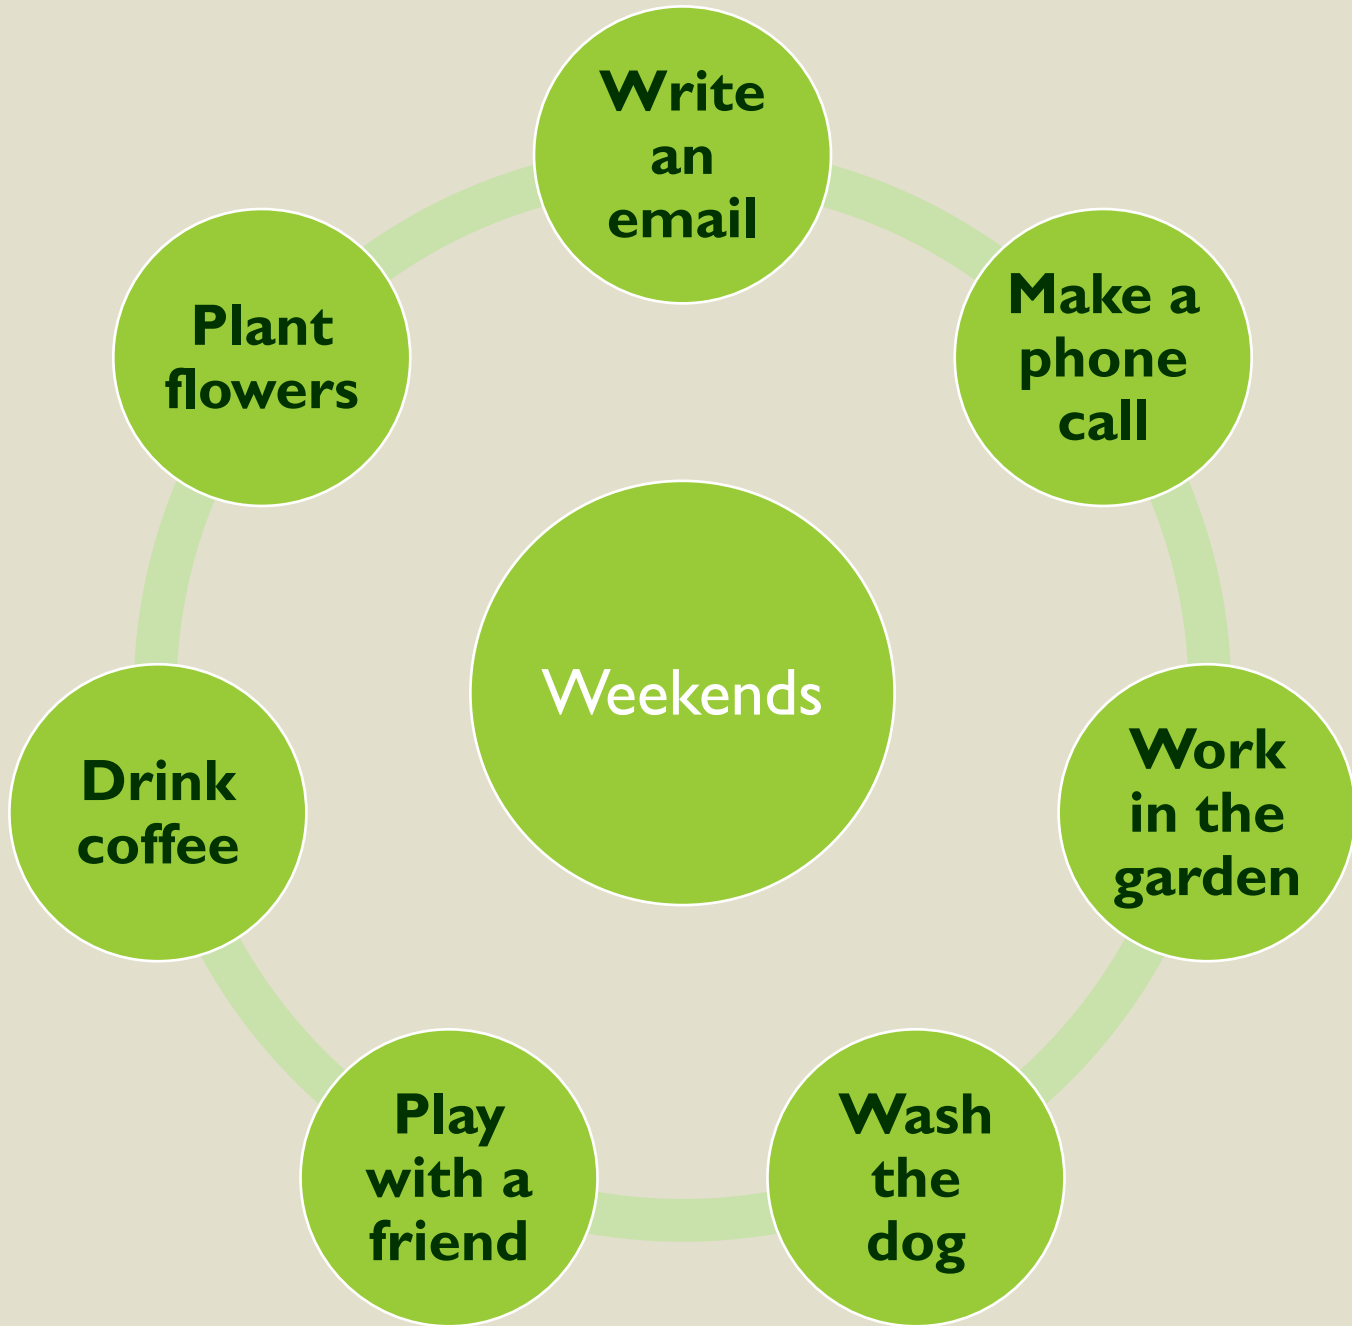 Write
an
email
Make a
phone
call
Work
in the
garden
Wash
the
dog
Play
with a
friend
Drink
coffee
Plant
flowers
Weekends